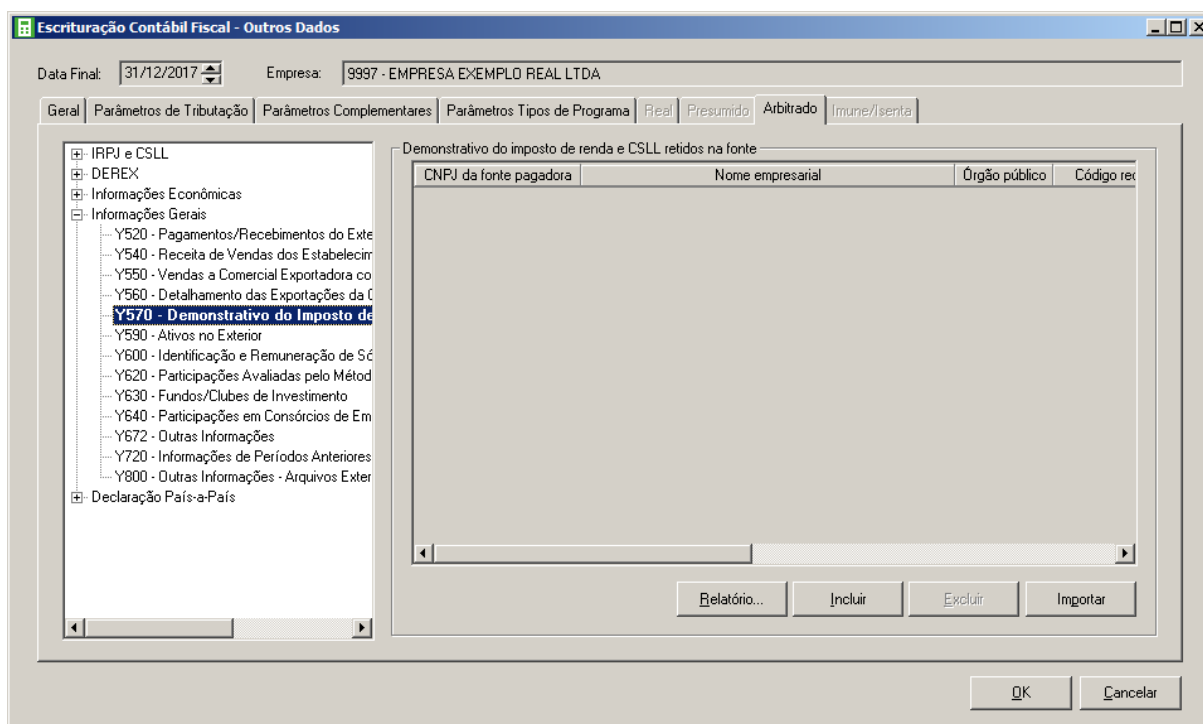 Escrituração Contábil Fiscal - Outros Dados
Data Final: 31/12/2017 Empresa: 9997 - EMPRESA EXEMPLO REAL LTDA
Geral Parâmetros de Tributação Parâmetros Complementares Parâmetros Tipos de Programa Real Presumido Arbitrado Imune/Isenta
IRPJ e CSLL
DEREX
Informações Econômicas
Informações Gerais
Y520 - Pagamentos/Recebimentos do Exte
Y540 - Receita de Vendas dos Estabelecim
Y550 - Vendas a Comercial Exportadora co
Y560 - Detalhamento das Exportações da C
Y570 - Demonstrativo do Imposto de
Y590 - Ativos no Exterior
Y600 - Identificação e Remuneração de Só
Y620 - Participações Avaliadas pelo Métod
Y630 - Fundos/Clubes de Investimento
Y640 - Participações em Consórcios de Em
Y672 - Outras Informações
Y720 - Informações de Períodos Anteriores
Y800 - Outras Informações - Arquivos Exter
Declaração País-a-País
Demonstrativo do imposto de renda e CSLL retidos na fonte
CNPJ da fonte pagadora Nome empresarial Órgão público Código rec
Relatório... Incluir Excluir Importar
OK Cancelar